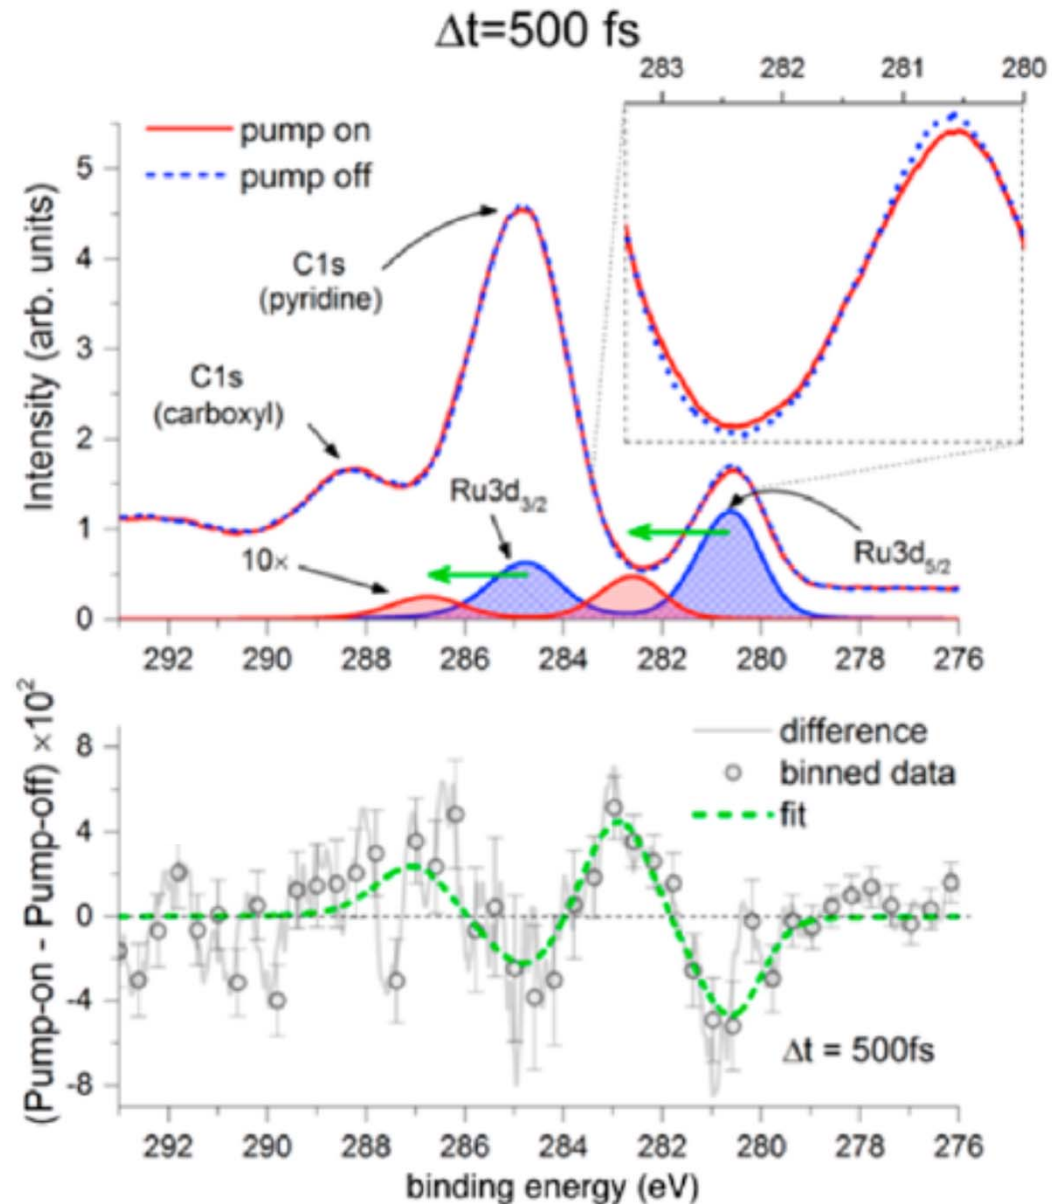 Δt=500 fs
283 282 281 280
pump on
pump off
C1s
(pyridine)
C1s
(carboxyl)
Ru3d3/2
10×
Ru3d5/2
Intensity (arb. units)
5
4
3
2
1
0
292 290 288 286 284 282 280 278 276
(Pump-on - Pump-off) ×10²
8
4
0
-4
-8
difference
binned data
fit
Δt = 500fs
292 290 288 286 284 282 280 278 276
binding energy (eV)